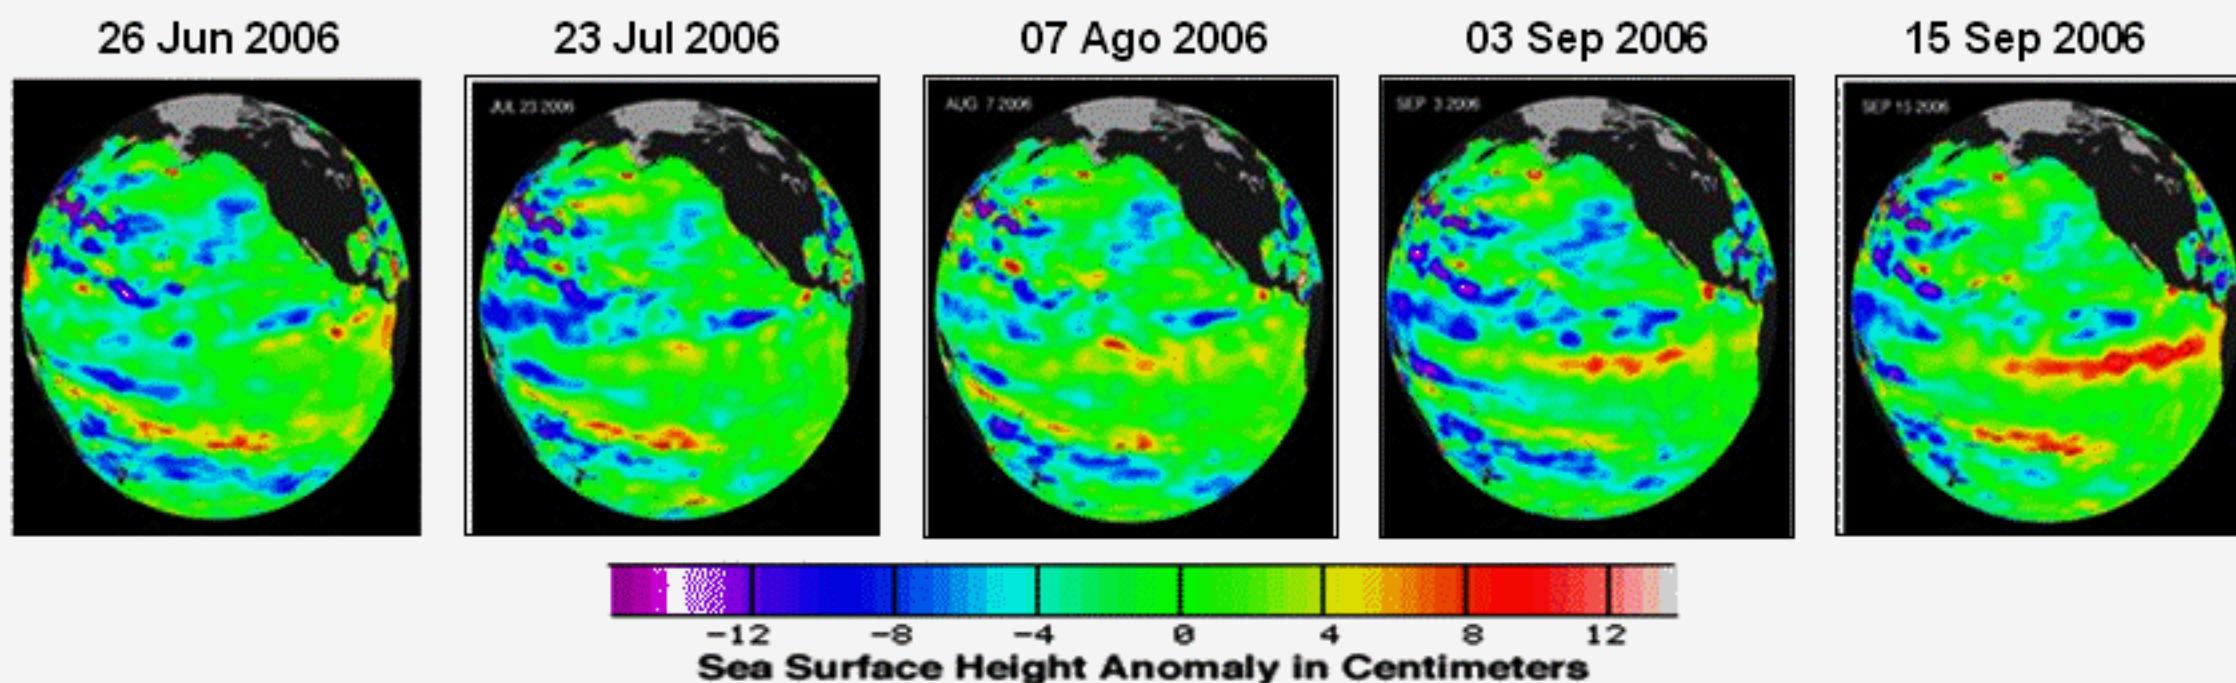 26 Jun 2006
23 Jul 2006
07 Ago 2006
03 Sep 2006
15 Sep 2006
JUL 23 2006
AUG 7 2006
SEP 3 2006
SEP 15 2006
-12 -8 -4 0 4 8 12
Sea Surface Height Anomaly in Centimeters